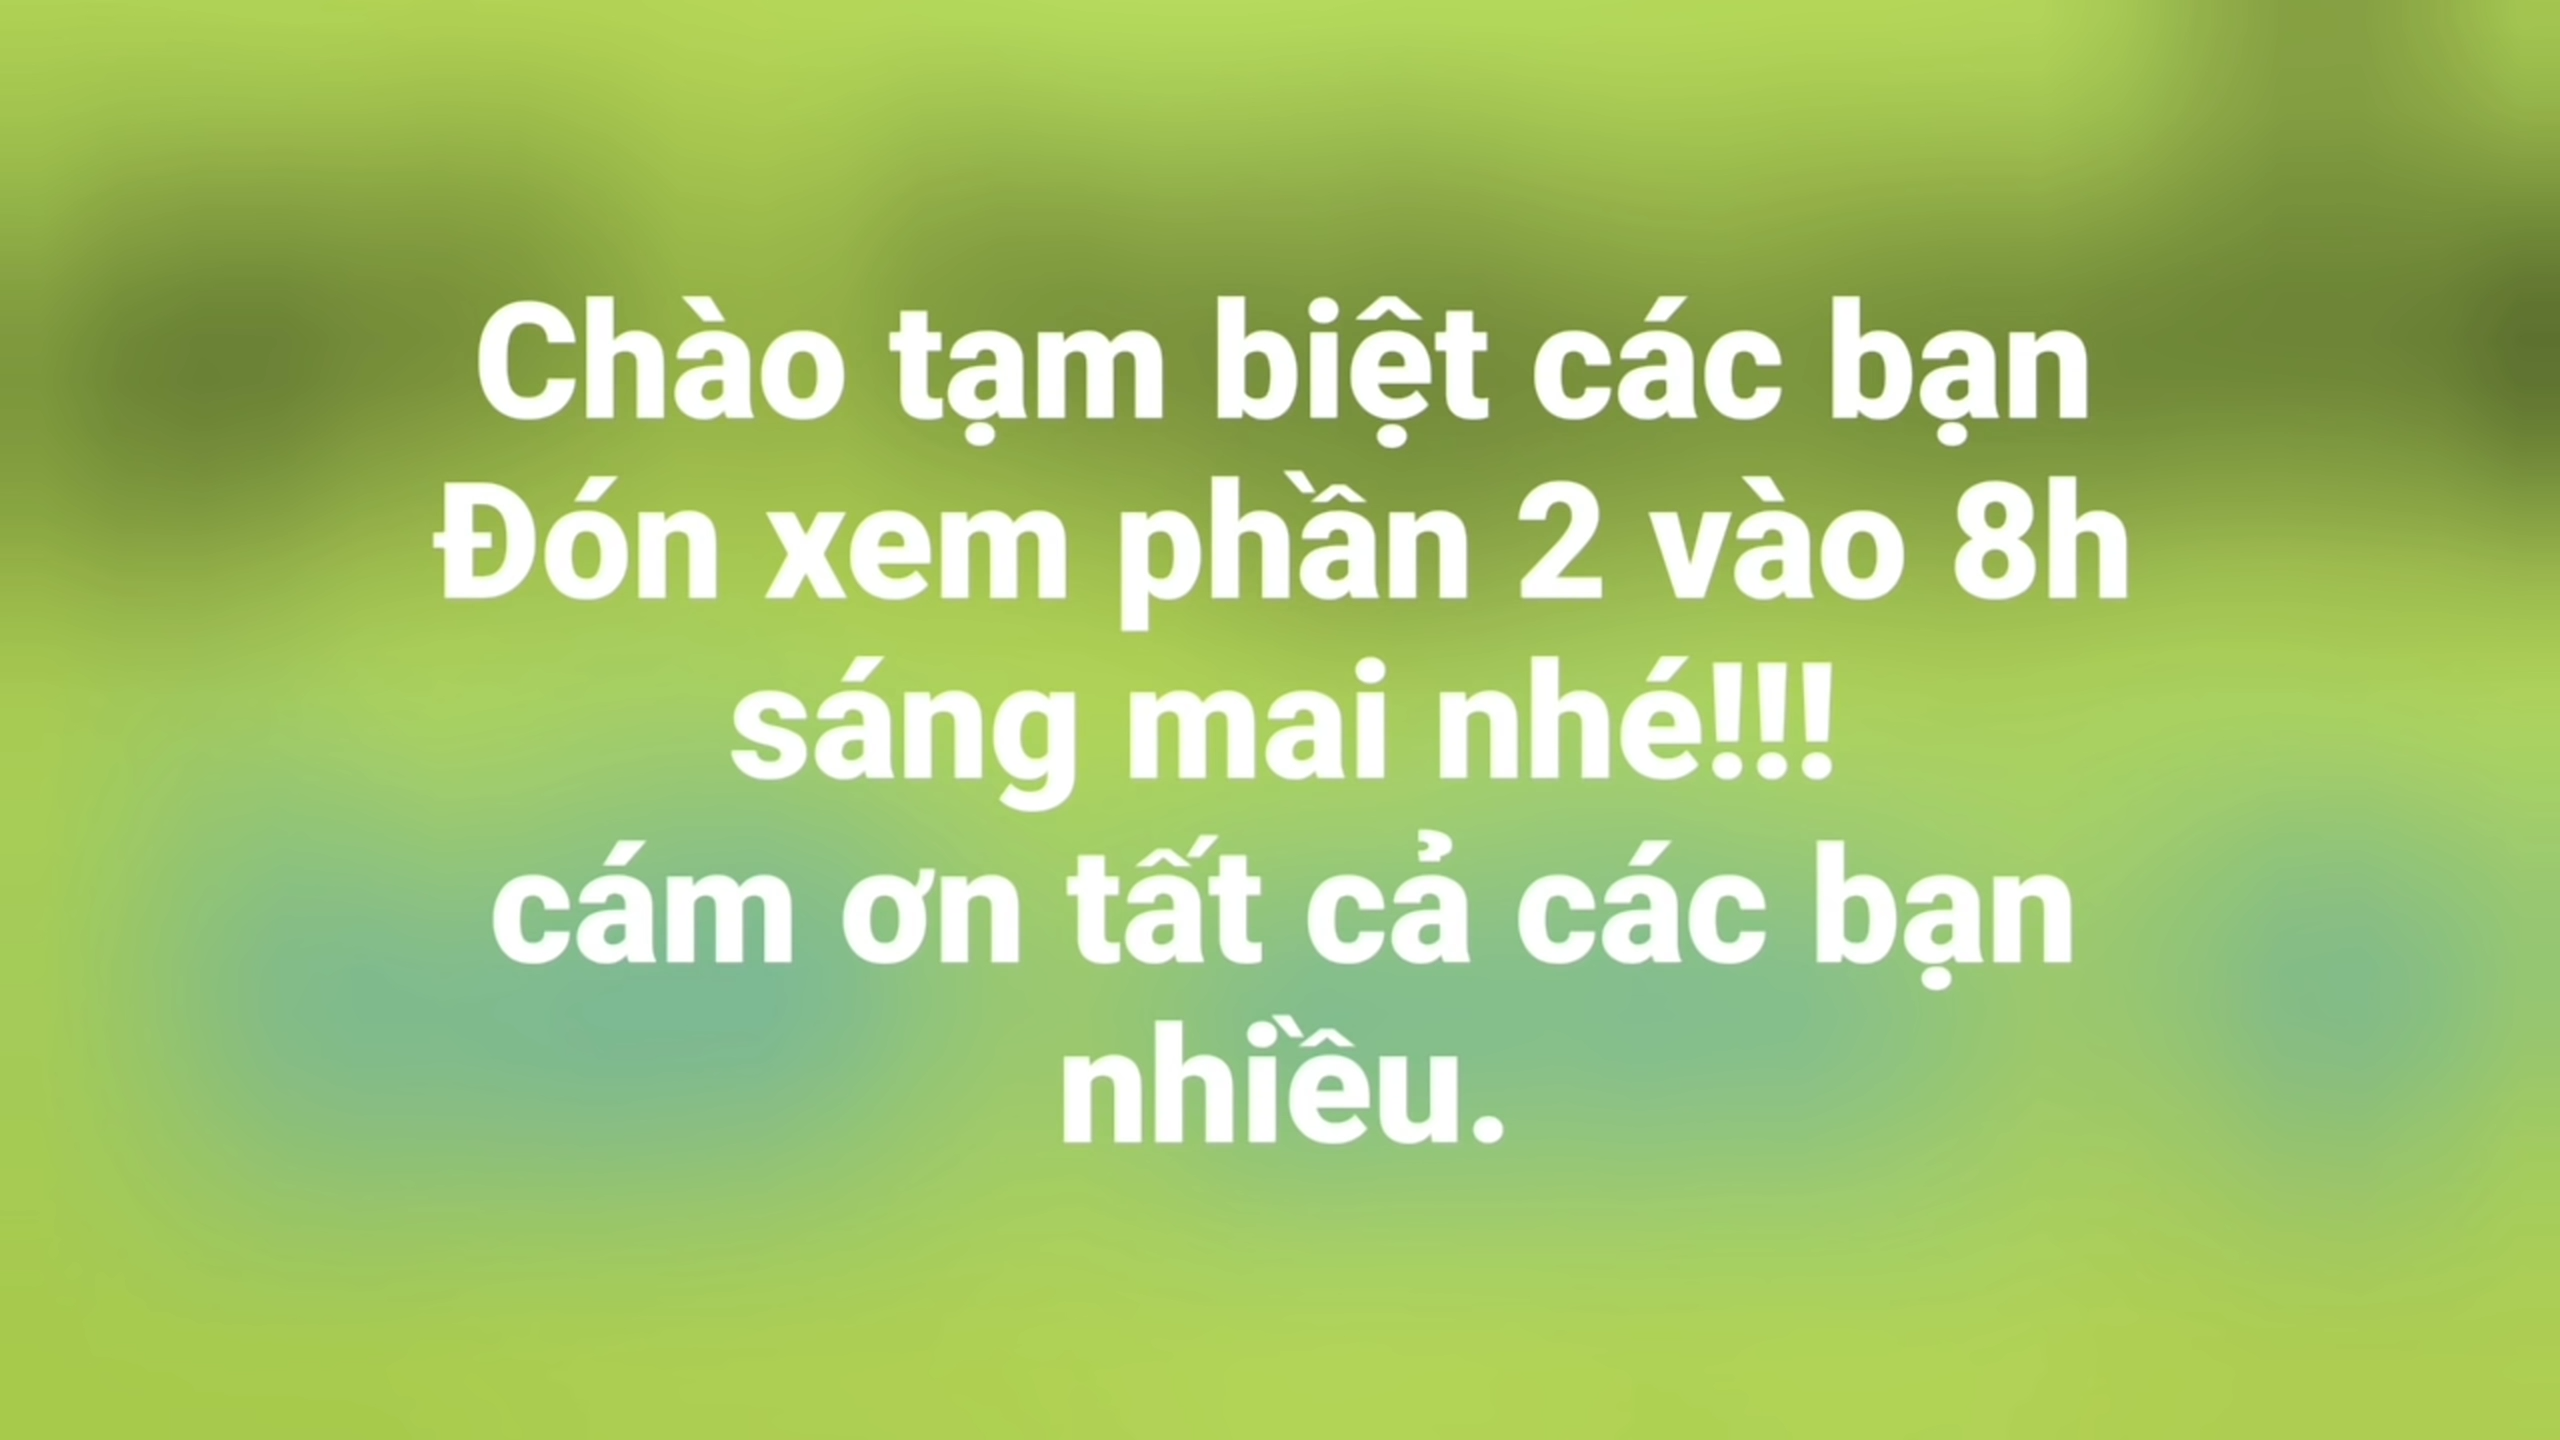 Chào tạm biệt các bạn
Đón xem phần 2 vào 8h
sáng mai nhé!!!
cám ơn tất cả các bạn
nhiều.